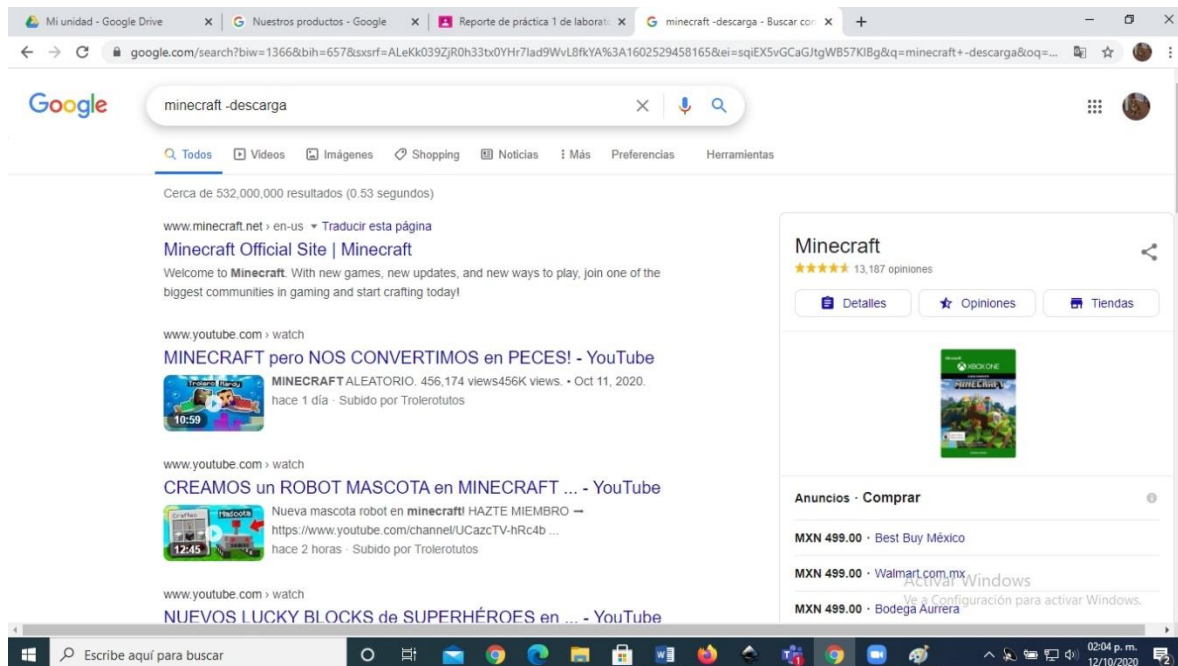 Mi unidad - Google Drive
Nuestros productos - Google
Reporte de práctica 1 de laborato
minecraft -descarga - Buscar con
google.com/search?biw=1366&bih=657&sxsrf=ALeKk039ZjR0h33tx0YHr7lad9WvL8fkYA%3A1602529458165&ei=sqiEX5vGCaGJtgWB57KIBg&q=minecraft+-descarga&oq=...
Google
minecraft -descarga
Todos Videos Imágenes Shopping Noticias Más Preferencias Herramientas
Cerca de 532,000,000 resultados (0.53 segundos)
www.minecraft.net › en-us Traducir esta página
Minecraft Official Site | Minecraft
Welcome to Minecraft. With new games, new updates, and new ways to play, join one of the
biggest communities in gaming and start crafting today!
www.youtube.com › watch
MINECRAFT pero NOS CONVERTIMOS en PECES! - YouTube
Trolero Rardy
10:59
MINECRAFT ALEATORIO. 456,174 views456K views. • Oct 11, 2020.
hace 1 día · Subido por Trolerotutos
www.youtube.com › watch
CREAMOS un ROBOT MASCOTA en MINECRAFT ... - YouTube
Crafteo
Mascota
12:45
Nueva mascota robot en minecraft! HAZTE MIEMBRO →
https://www.youtube.com/channel/UCazcTV-hRc4b ...
hace 2 horas · Subido por Trolerotutos
www.youtube.com › watch
NUEVOS LUCKY BLOCKS de SUPERHÉROES en ... - YouTube
Minecraft
13,187 opiniones
Detalles Opiniones Tiendas
XBOX ONE
MINECRAFT
Anuncios · Comprar
MXN 499.00 · Best Buy México
MXN 499.00 · Walmart.com.mx
MXN 499.00 · Bodega Aurrera
Activar Windows
Ve a Configuración para activar Windows.
Escribe aquí para buscar
02:04 p. m.
12/10/2020
2